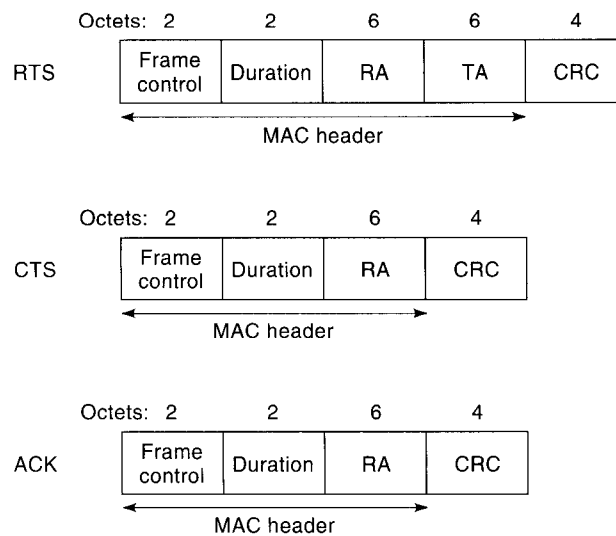 Octets: 2 2 6 6 4
RTS Frame control Duration RA TA CRC
MAC header
Octets: 2 2 6 4
CTS Frame control Duration RA CRC
MAC header
Octets: 2 2 6 4
ACK Frame control Duration RA CRC
MAC header